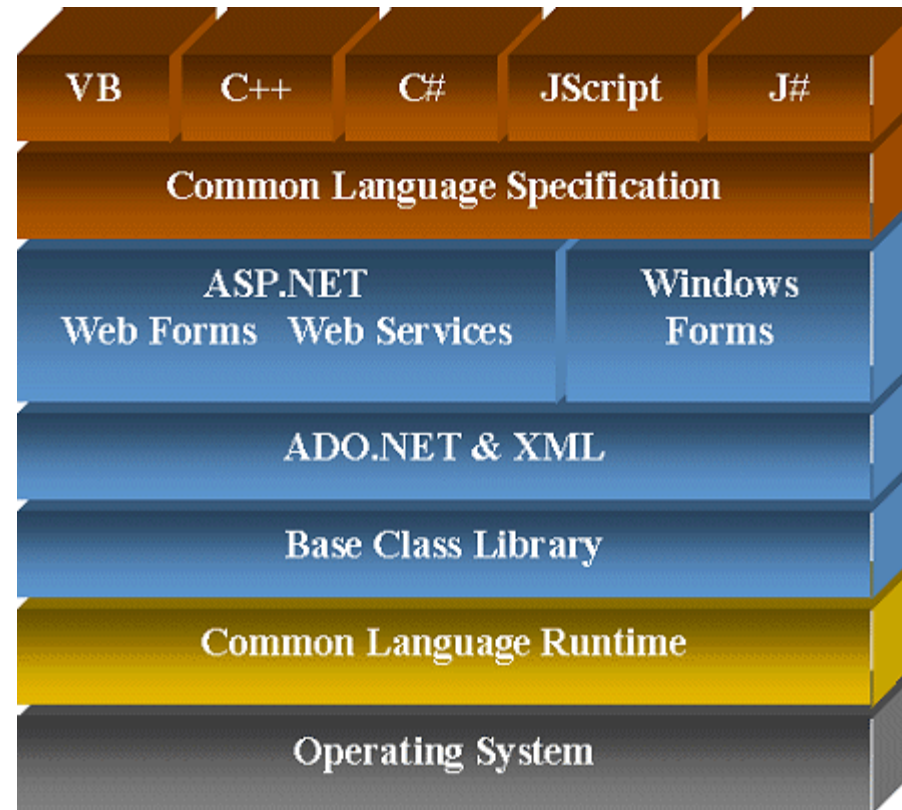 VB C++ C# JScript J#
Common Language Specification
ASP.NET
Web Forms Web Services
Windows
Forms
ADO.NET & XML
Base Class Library
Common Language Runtime
Operating System